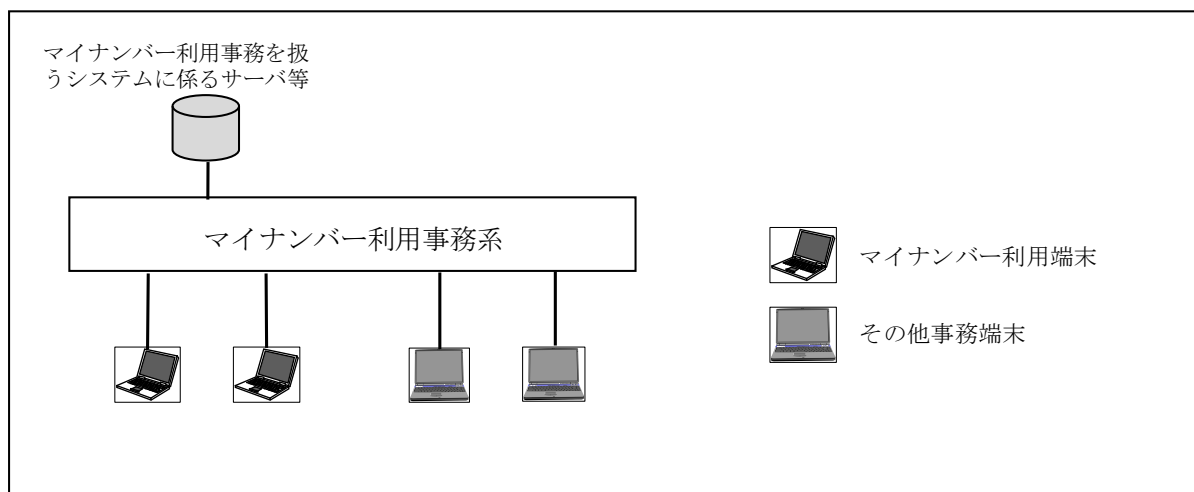 マイナンバー利用事務を扱
うシステムに係るサーバ等
マイナンバー利用事務系
マイナンバー利用端末
その他事務端末